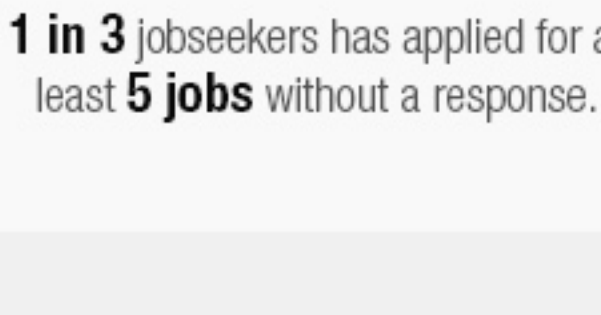 1 in 3 jobseekers has applied for a
least 5 jobs without a response.